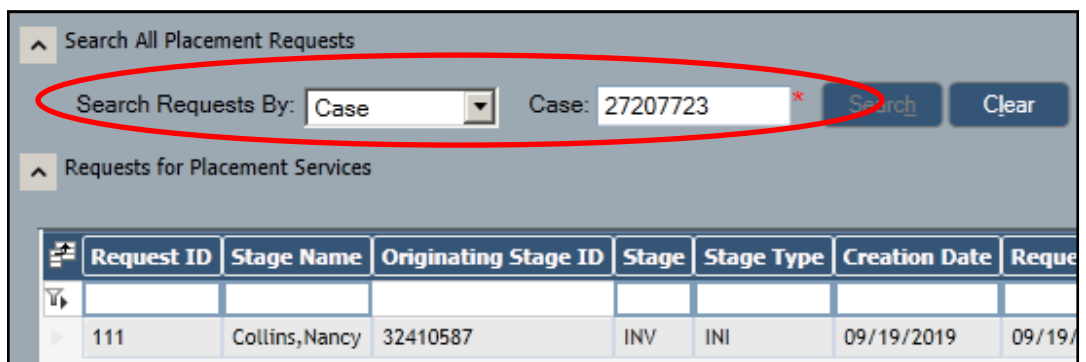 Search All Placement Requests
Search Requests By: Case Case: 27207723 * Search Clear
Requests for Placement Services
Request ID Stage Name Originating Stage ID Stage Stage Type Creation Date Reque
111 Collins,Nancy 32410587 INV INI 09/19/2019 09/19/